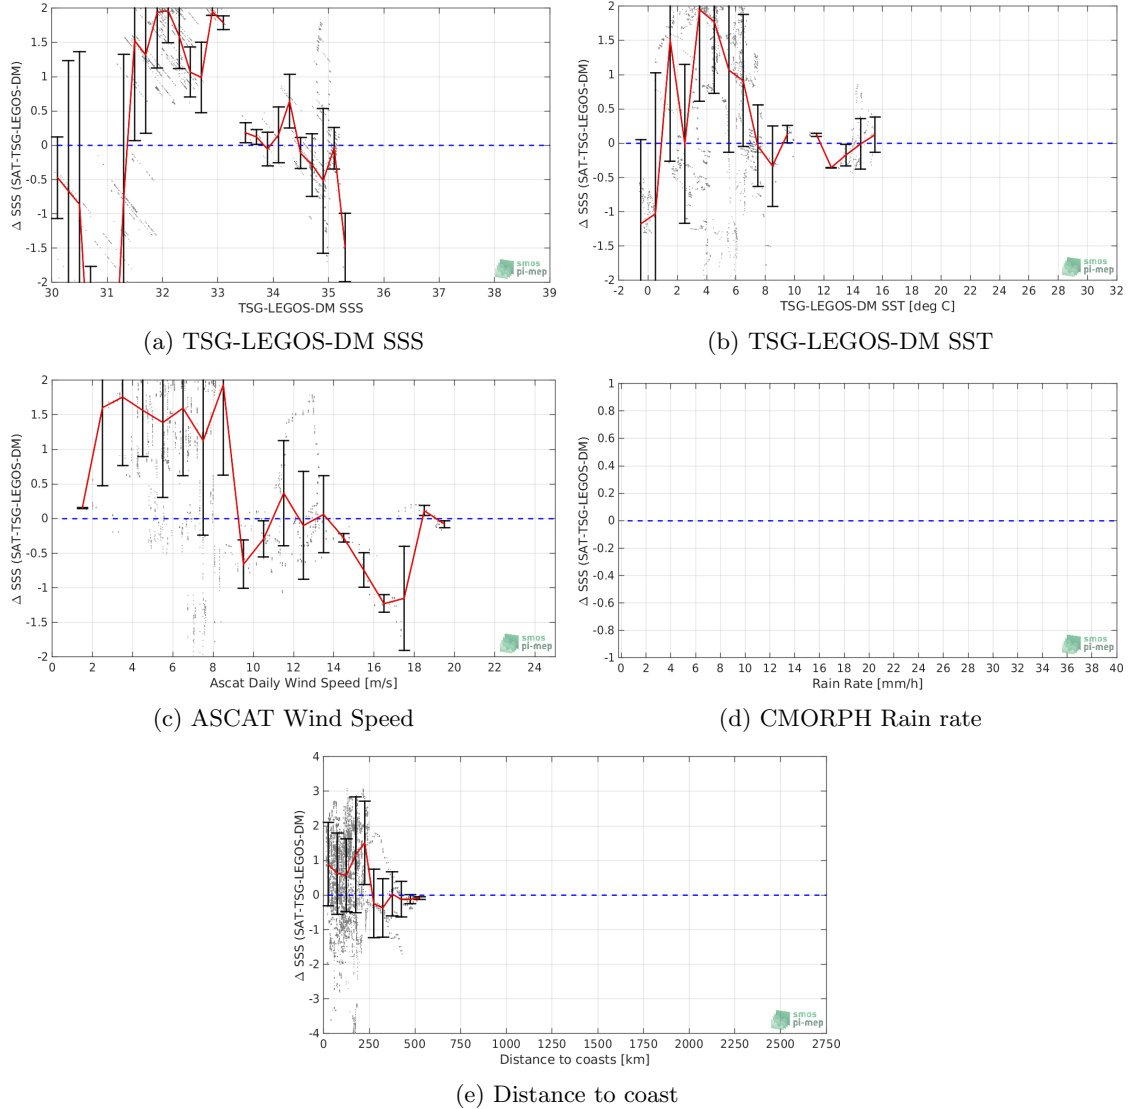 2
1.5
1
0.5
0
-0.5
-1
-1.5
-2
Δ SSS (SAT-TSG-LEGOS-DM)
30 31 32 33 34 35 36 37 38 39
TSG-LEGOS-DM SSS
smos
pi-mep
(a) TSG-LEGOS-DM SSS
2
1.5
1
0.5
0
-0.5
-1
-1.5
-2
Δ SSS (SAT-TSG-LEGOS-DM)
-2 0 2 4 6 8 10 12 14 16 18 20 22 24 26 28 30 32
TSG-LEGOS-DM SST [deg C]
smos
pi-mep
(b) TSG-LEGOS-DM SST
2
1.5
1
0.5
0
-0.5
-1
-1.5
-2
Δ SSS (SAT-TSG-LEGOS-DM)
0 2 4 6 8 10 12 14 16 18 20 22 24
Ascat Daily Wind Speed [m/s]
smos
pi-mep
(c) ASCAT Wind Speed
1
0.8
0.6
0.4
0.2
0
-0.2
-0.4
-0.6
-0.8
-1
Δ SSS (SAT-TSG-LEGOS-DM)
0 2 4 6 8 10 12 14 16 18 20 22 24 26 28 30 32 34 36 38 40
Rain Rate [mm/h]
smos
pi-mep
(d) CMORPH Rain rate
4
3
2
1
0
-1
-2
-3
-4
Δ SSS (SAT-TSG-LEGOS-DM)
0 250 500 750 1000 1250 1500 1750 2000 2250 2500 2750
Distance to coasts [km]
smos
pi-mep
(e) Distance to coast